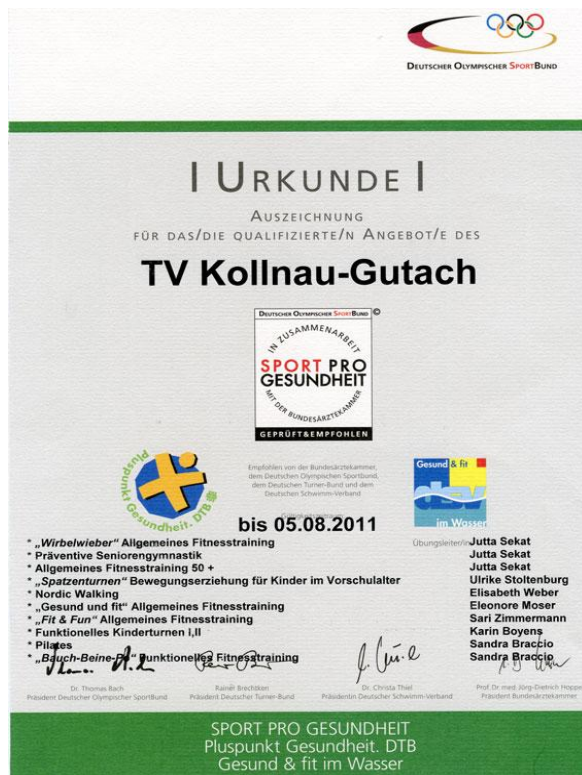 DEUTSCHER OLYMPISCHER SPORTBUND
| URKUNDE |
AUSZEICHNUNG
FÜR DAS/DIE QUALIFIZIERTE/N ANGEBOT/E DES
TV Kollnau-Gutach
DEUTSCHER OLYMPISCHER SPORTBUND ©
IN ZUSAMMENARBEIT
SPORT PRO
GESUNDHEIT
MIT DER BUNDESÄRZTEKAMMER
GEPRÜFT & EMPFOHLEN
Pluspunkt Gesundheit. DTB
Empfohlen von der Bundesärztekammer,
dem Deutschen Olympischen Sportbund,
dem Deutschen Turner-Bund und dem
Deutschen Schwimm-Verband
Gesund & fit
dsv
im Wasser
bis 05.08.2011
Übungsleiter/in
* „Wirbelwieber" Allgemeines Fitnesstraining Jutta Sekat
* Präventive Seniorengymnastik Jutta Sekat
* Allgemeines Fitnesstraining 50 + Jutta Sekat
* „Spatzenturnen" Bewegungserziehung für Kinder im Vorschulalter Ulrike Stoltenburg
* Nordic Walking Elisabeth Weber
* „Gesund und fit" Allgemeines Fitnesstraining Eleonore Moser
* „Fit & Fun" Allgemeines Fitnesstraining Sari Zimmermann
* Funktionelles Kinderturnen I,II Karin Boyens
* Pilates Sandra Braccio
* „Bauch-Beine-Po" Funktionelles Fitnesstraining Sandra Braccio
Dr. Thomas Bach
Präsident Deutscher Olympischer SportBund
Rainer Brechtken
Präsident Deutscher Turner-Bund
Dr. Christa Thiel
Präsidentin Deutscher Schwimm-Verband
Prof. Dr. med. Jörg-Dietrich Hoppe
Präsident Bundesärztekammer
SPORT PRO GESUNDHEIT
Pluspunkt Gesundheit. DTB
Gesund & fit im Wasser